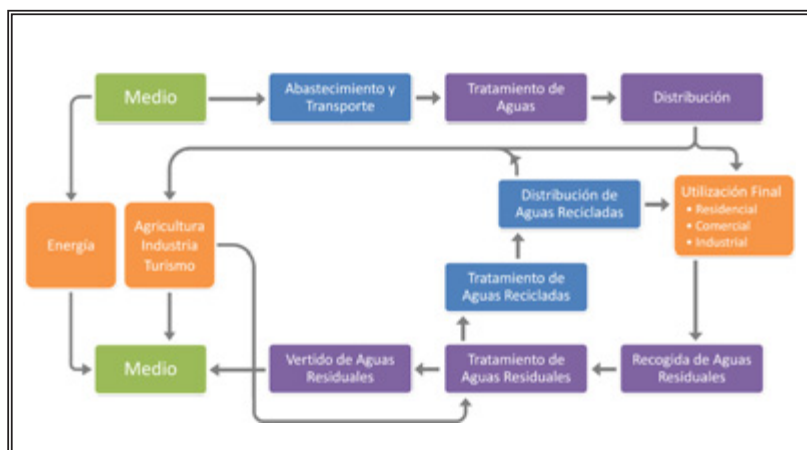 Medio
Abastecimiento y
Transporte
Tratamiento de
Aguas
Distribución
Distribución de
Aguas Recicladas
Utilización Final
• Residencial
• Comercial
• Industrial
Energía
Agricultura
Industria
Turismo
Tratamiento de
Aguas Recicladas
Medio
Vertido de Aguas
Residuales
Tratamiento de
Aguas Residuales
Recogida de Aguas
Residuales